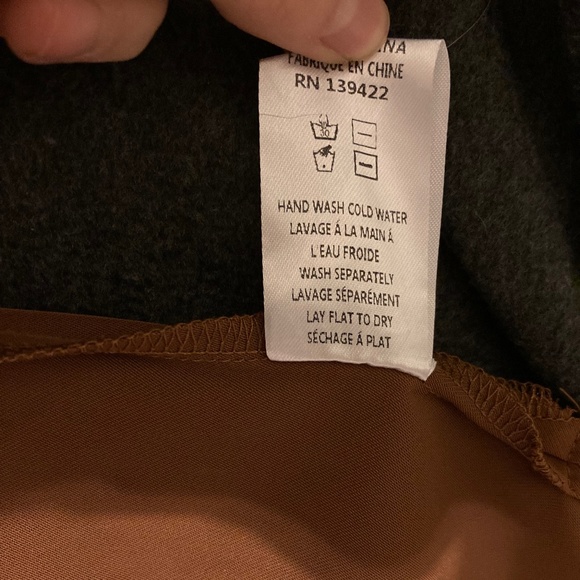 FABRIQUÉ EN CHINE
RN 139422
30
HAND WASH COLD WATER
LAVAGE Á LA MAIN Á
L'EAU FROIDE
WASH SEPARATELY
LAVAGE SÉPARÉMENT
LAY FLAT TO DRY
SÉCHAGE Á PLAT